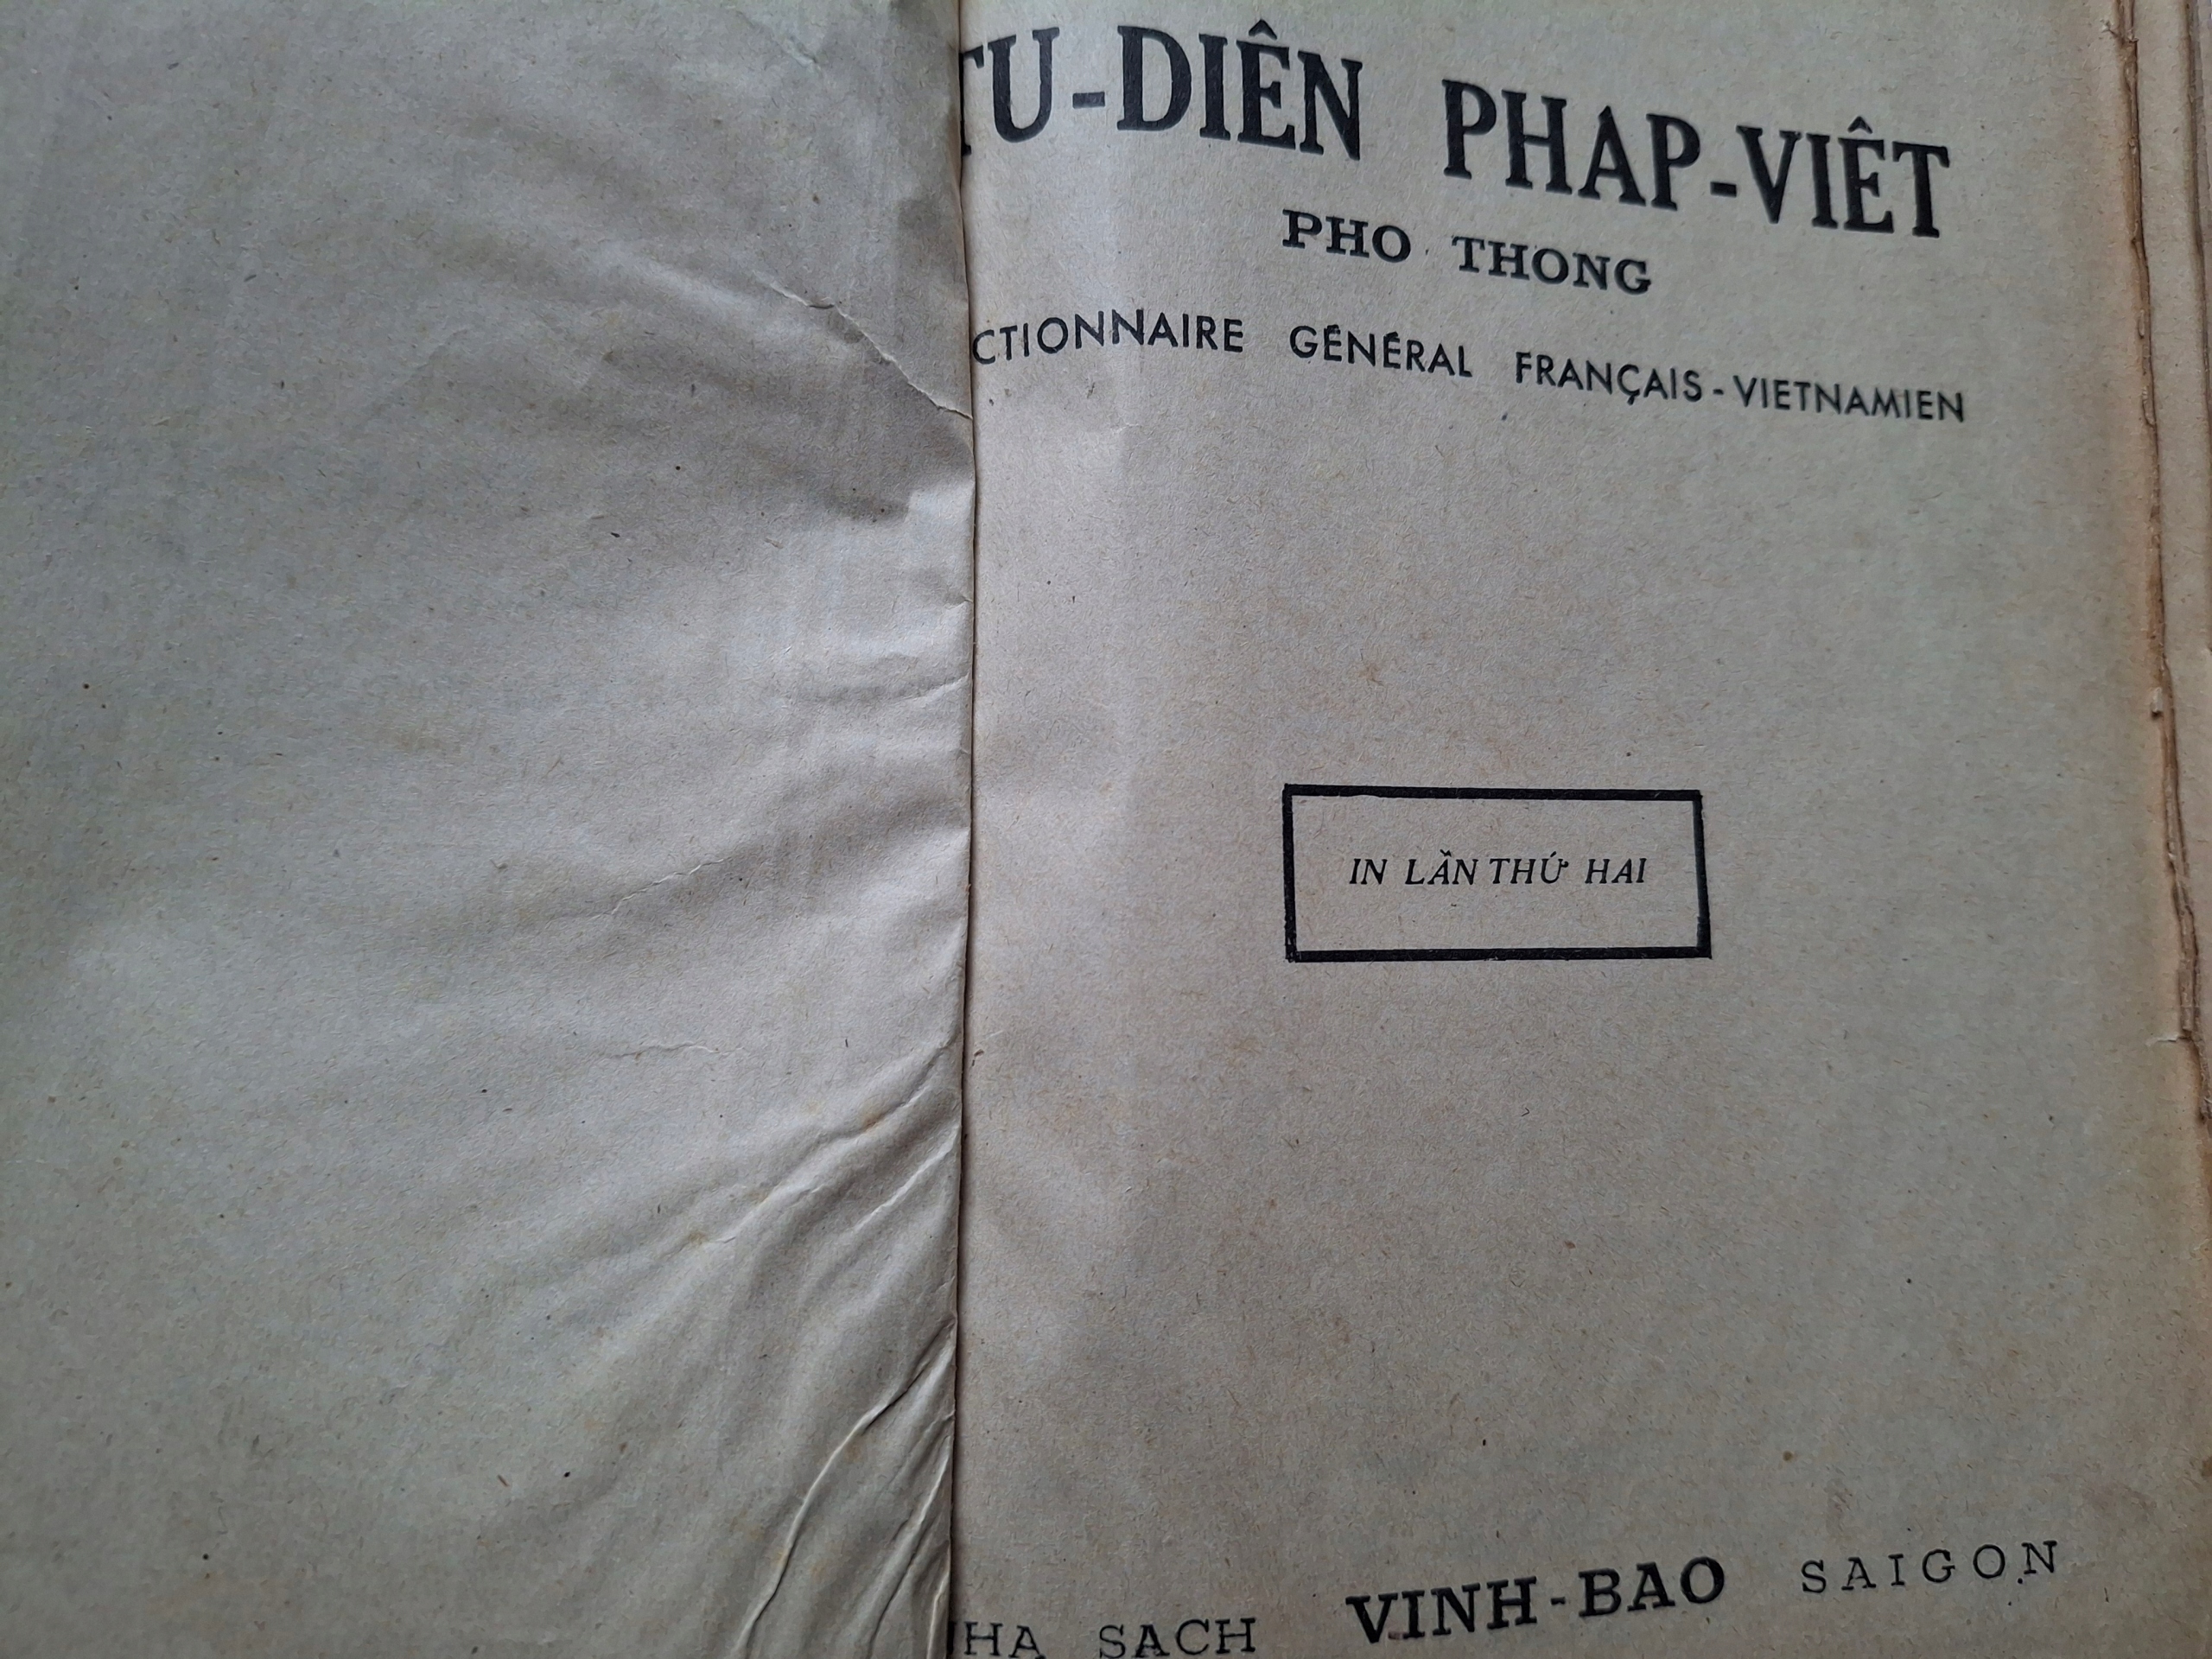 TU-DIÊN PHAP-VIÊT
PHO THONG
CTIONNAIRE GÉNÉRAL FRANÇAIS-VIETNAMIEN
IN LẦN THỨ HAI
HA SACH VINH-BAO SAIGON